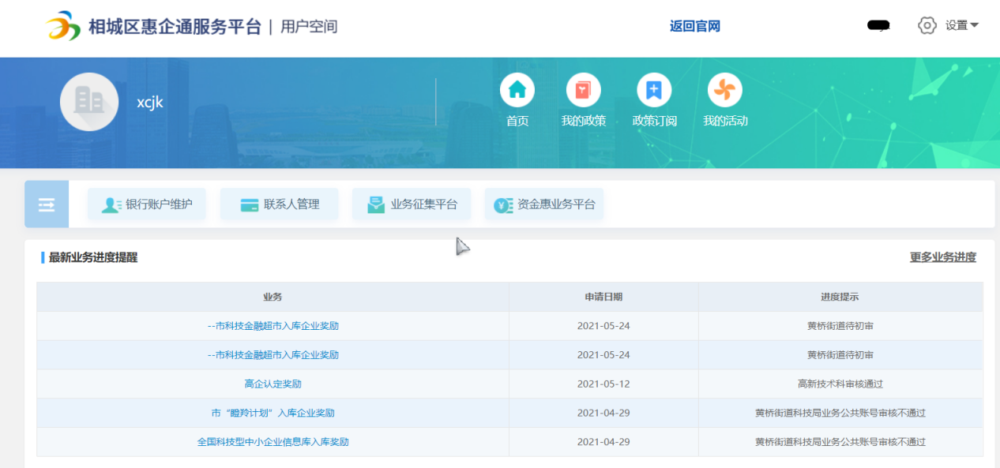 相城区惠企通服务平台 | 用户空间
返回官网
设置
xcjk
首页 我的政策 政策订阅 我的活动
银行账户维护 联系人管理 业务征集平台 资金惠业务平台
最新业务进度提醒 更多业务进度
业务 申请日期 进度提示
--市科技金融超市入库企业奖励 2021-05-24 黄桥街道待初审
--市科技金融超市入库企业奖励 2021-05-24 黄桥街道待初审
高企认定奖励 2021-05-12 高新技术科审核通过
市“瞪羚计划”入库企业奖励 2021-04-29 黄桥街道科技局业务公共账号审核不通过
全国科技型中小企业信息库入库奖励 2021-04-29 黄桥街道科技局业务公共账号审核不通过